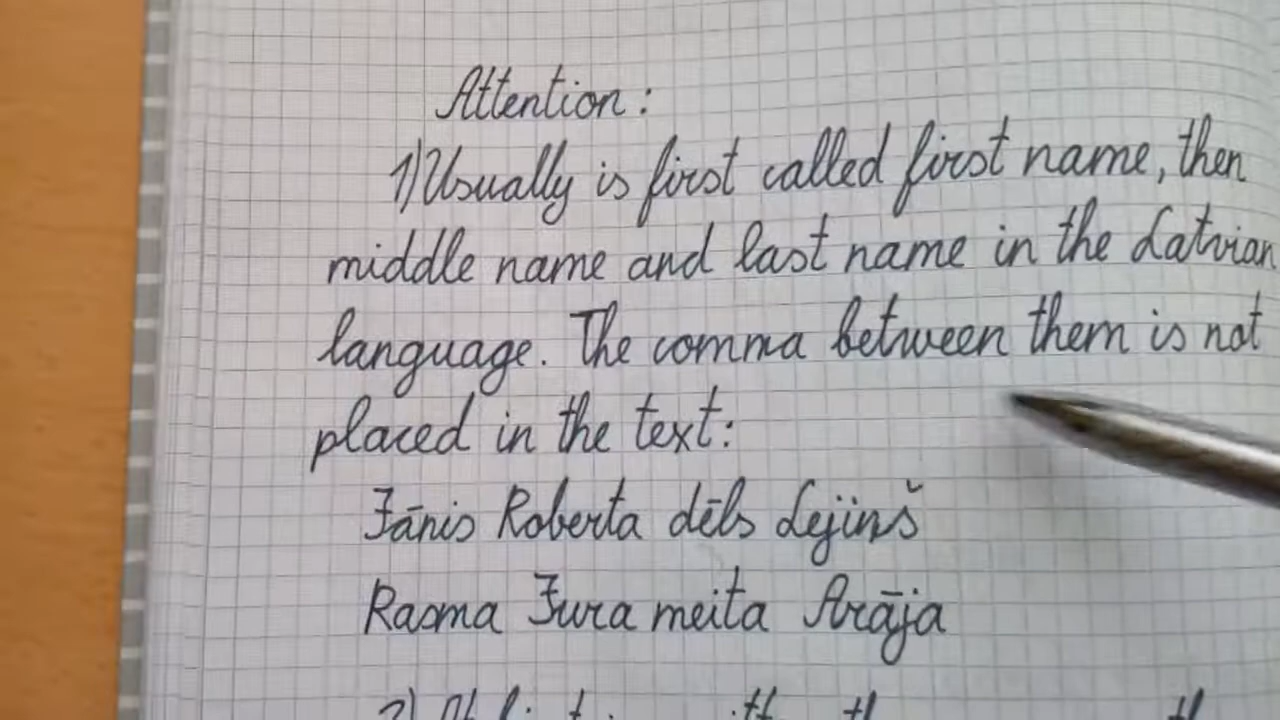 Attention:
1) Usually is first called first name, then
middle name and last name in the Latvian
language. The comma between them is not
placed in the text:
Jānis Roberta dēls Lejiņš
Rasma Jura meita Arāja
2)